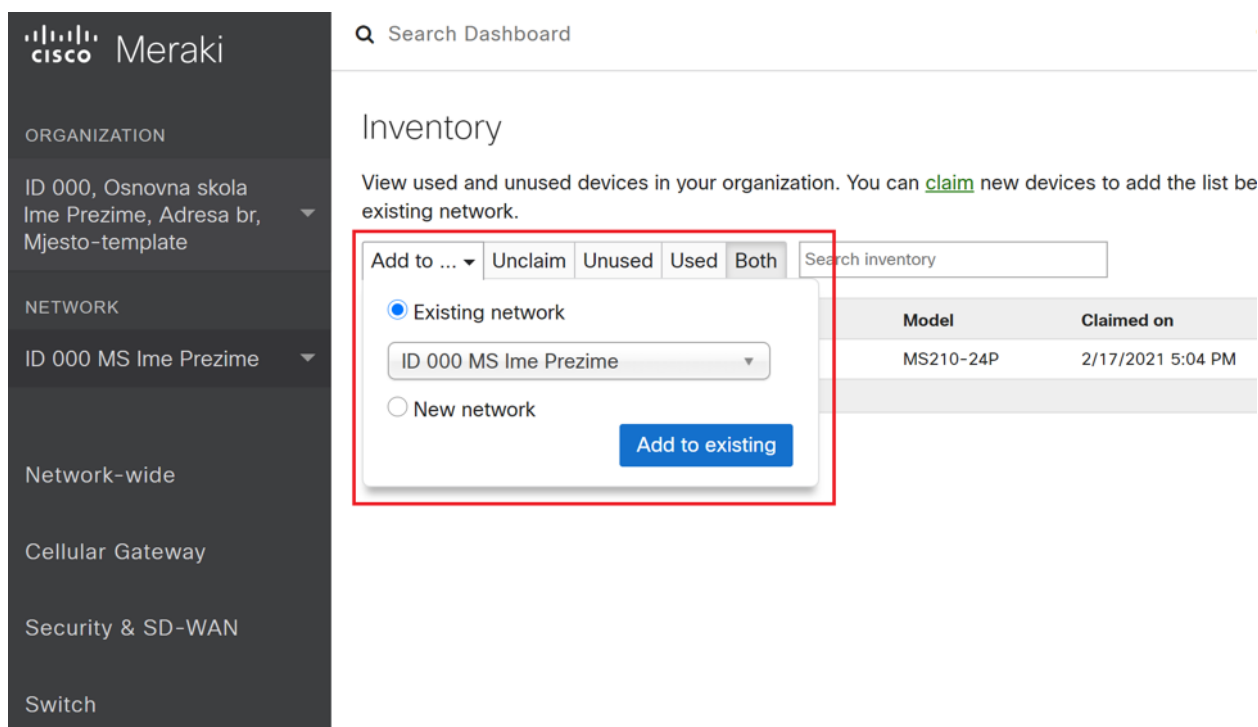 cisco Meraki
Search Dashboard
ORGANIZATION
ID 000, Osnovna skola
Ime Prezime, Adresa br,
Mjesto-template
NETWORK
ID 000 MS Ime Prezime
Network-wide
Cellular Gateway
Security & SD-WAN
Switch
Inventory
View used and unused devices in your organization. You can claim new devices to add the list be
existing network.
Add to ... Unclaim Unused Used Both Search inventory
Existing network
ID 000 MS Ime Prezime
New network
Add to existing
Model Claimed on
MS210-24P 2/17/2021 5:04 PM